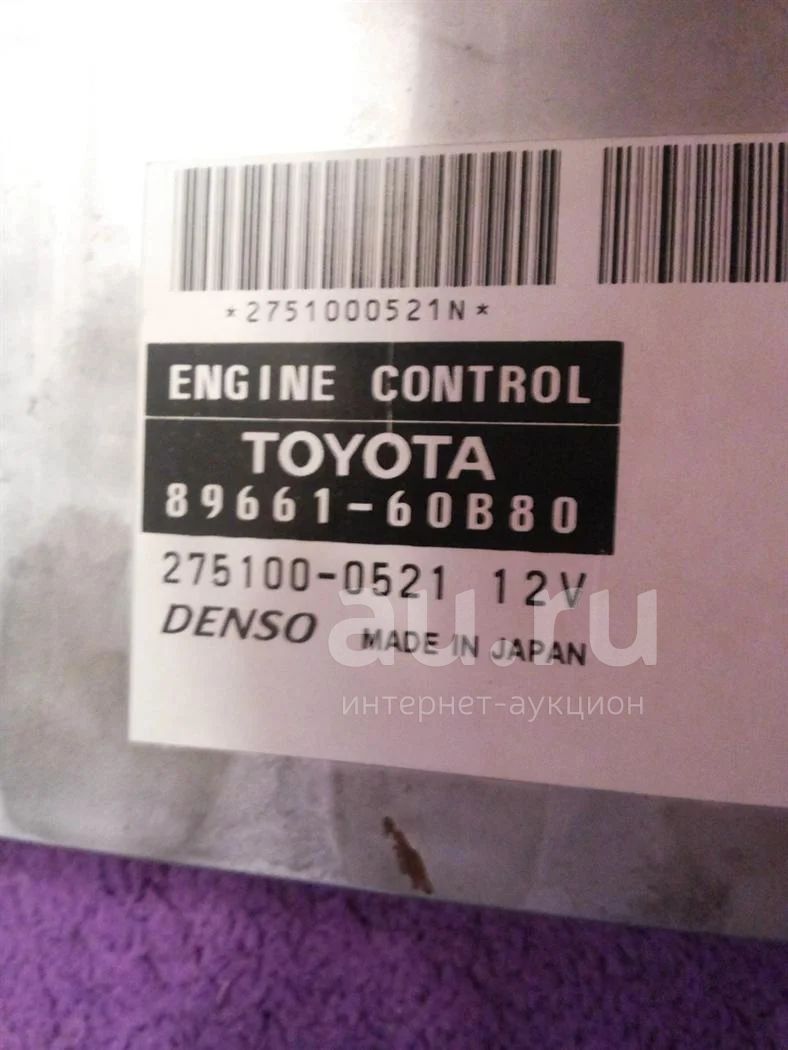 *2751000521N*
ENGINE CONTROL
TOYOTA
89661-60B80
275100-0521 12V
DENSO MADE IN JAPAN
au.ru
интернет-аукцион